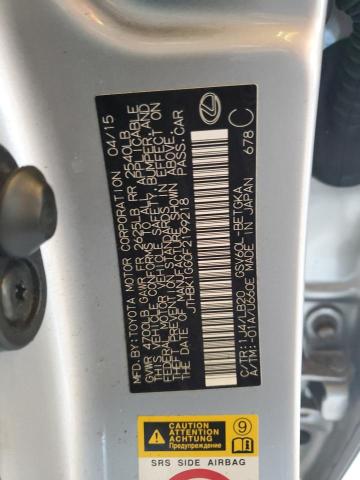 MFD.BY:TOYOTA MOTOR CORPORATION 04/15
GVWR 4700LB GAWR FR 2625LB RR 2540LB
THIS VEHICLE CONFORMS TO ALL APPLICABLE
FEDERAL MOTOR VEHICLE SAFETY, BUMPER, AND
THEFT PREVENTION STANDARDS IN EFFECT ON
THE DATE OF MANUFACTURE SHOWN ABOVE.
JTHBK1GG0F2199218 PASS.CAR
C/TR:1J4/LB20 GSV60L-BETGKA
A/TM:-01A/U660E MADE IN JAPAN 678 C
CAUTION
Предупреждение
9
SRS SIDE AIRBAG